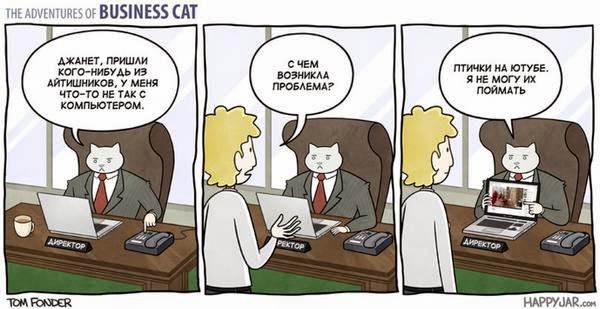 THE ADVENTURES OF BUSINESS CAT
ДЖАНЕТ, ПРИШЛИ
КОГО-НИБУДЬ ИЗ
АЙТИШНИКОВ, У МЕНЯ
ЧТО-ТО НЕ ТАК С
КОМПЬЮТЕРОМ.
ДИРЕКТОР
С ЧЕМ
ВОЗНИКЛА
ПРОБЛЕМА?
РЕКТОР
ПТИЧКИ НА ЮТУБЕ.
Я НЕ МОГУ ИХ
ПОЙМАТЬ
ДИРЕКТОР
TOM FONDER
HAPPYJAR.COM